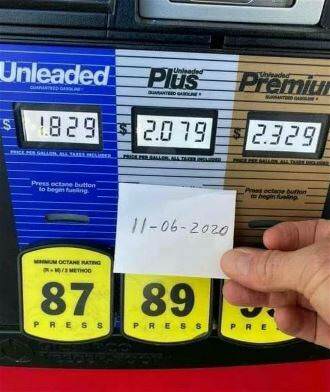 Unleaded
GUARANTEED GASOLINE
Unleaded
Plus
GUARANTEED GASOLINE
Unleaded
Premium
GUARANTEED GASOLINE
$ 1.829
$ 2.079
$ 2.329
PRICE PER GALLON, ALL TAXES INCLUDED
PRICE PER GALLON, ALL TAXES INCLUDED
PRICE PER GALLON, ALL TAXES INCLUDED
Press octane button
to begin fueling.
Press octane button
to begin fueling.
11-06-2020
MINIMUM OCTANE RATING
(R + M) / 2 METHOD
87
PRESS
89
PRESS
PRESS